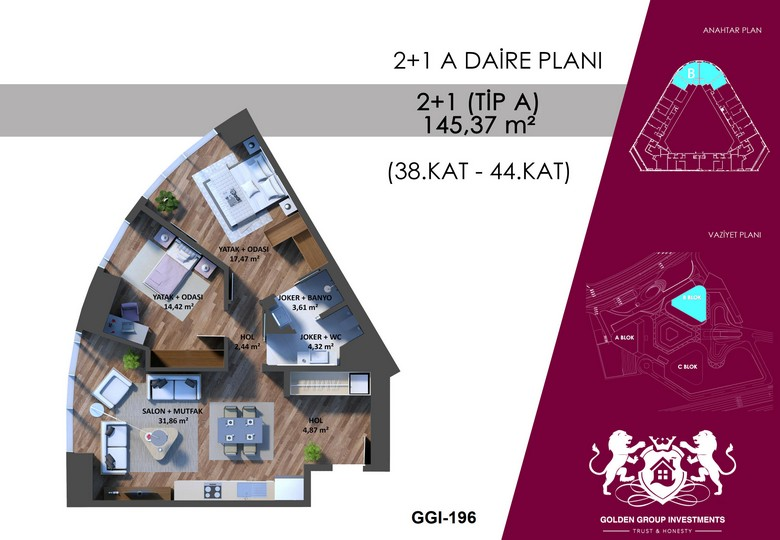 2+1 A DAİRE PLANI
2+1 (TİP A)
145,37 m²
(38.KAT - 44.KAT)
ANAHTAR PLAN
B
VAZİYET PLANI
B BLOK
A BLOK
C BLOK
YATAK + ODASI
17,47 m²
YATAK + ODASI
14,42 m²
JOKER + BANYO
3,61 m²
HOL
2,44 m²
JOKER + WC
4,32 m²
SALON + MUTFAK
31,86 m²
HOL
4,87 m²
GGI-196
GOLDEN GROUP INVESTMENTS
TRUST & HONESTY